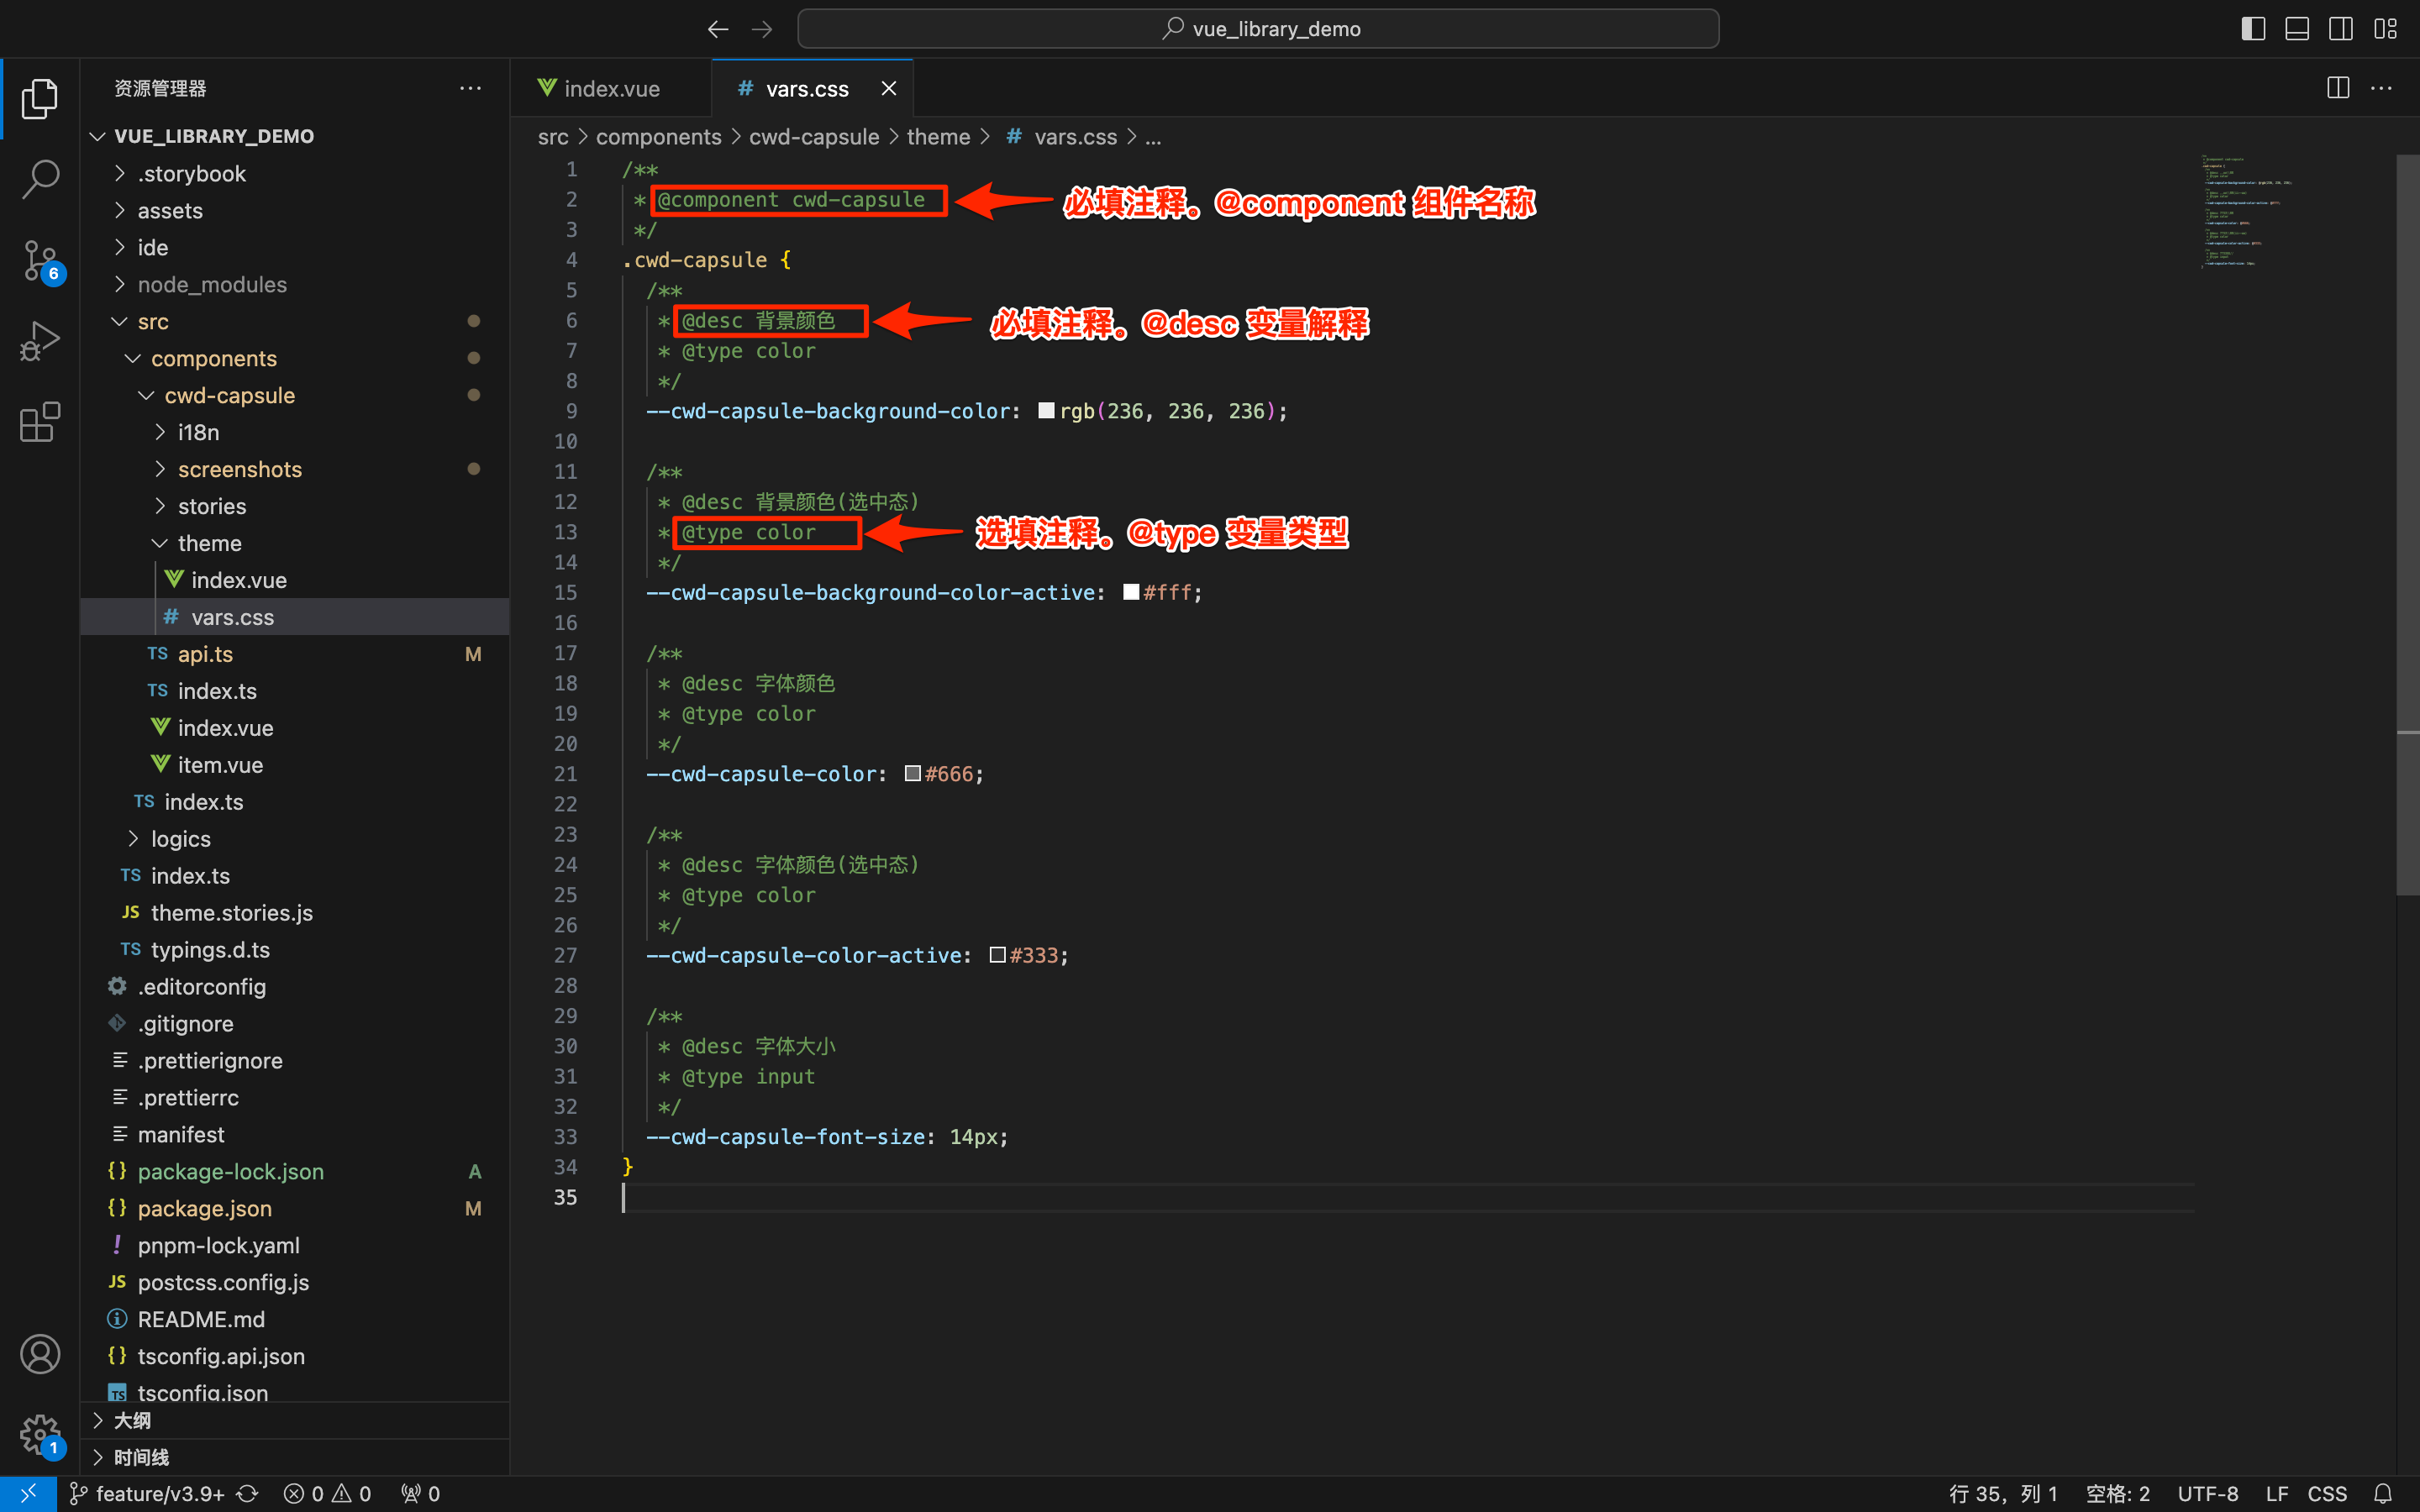 vue_library_demo
资源管理器
VUE_LIBRARY_DEMO
.storybook
assets
ide
node_modules
src
components
cwd-capsule
i18n
screenshots
stories
theme
index.vue
# vars.css
TS api.ts M
TS index.ts
index.vue
item.vue
TS index.ts
logics
TS index.ts
JS theme.stories.js
TS typings.d.ts
.editorconfig
.gitignore
.prettierignore
.prettierrc
manifest
{} package-lock.json A
{} package.json M
! pnpm-lock.yaml
JS postcss.config.js
README.md
{} tsconfig.api.json
TS tsconfig.json
大纲
时间线
6
1
index.vue
# vars.css
src > components > cwd-capsule > theme > # vars.css > ...
1 /**
2 * @component cwd-capsule 必填注释。@component 组件名称
3 */
4 .cwd-capsule {
5 /**
6 * @desc 背景颜色 必填注释。@desc 变量解释
7 * @type color
8 */
9 --cwd-capsule-background-color: rgb(236, 236, 236);
10
11 /**
12 * @desc 背景颜色(选中态)
13 * @type color 选填注释。@type 变量类型
14 */
15 --cwd-capsule-background-color-active: #fff;
16
17 /**
18 * @desc 字体颜色
19 * @type color
20 */
21 --cwd-capsule-color: #666;
22
23 /**
24 * @desc 字体颜色(选中态)
25 * @type color
26 */
27 --cwd-capsule-color-active: #333;
28
29 /**
30 * @desc 字体大小
31 * @type input
32 */
33 --cwd-capsule-font-size: 14px;
34 }
35
feature/v3.9+ 0 0 0 行 35，列 1 空格: 2 UTF-8 LF CSS